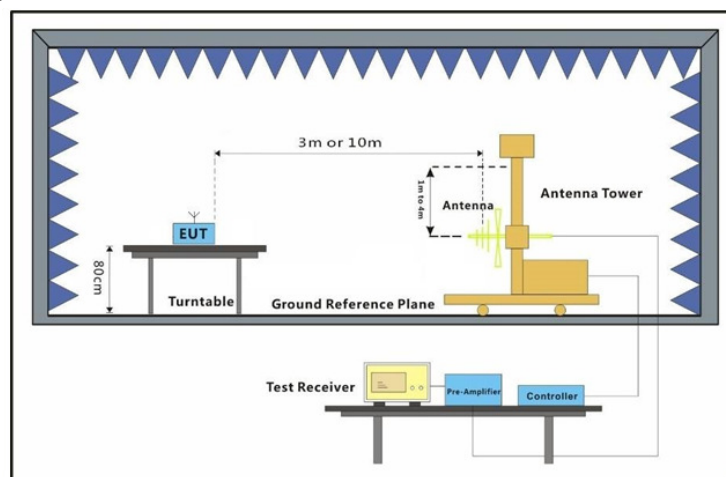 3m or 10m
1m to 4m
Antenna
Antenna Tower
EUT
80cm
Turntable
Ground Reference Plane
Test Receiver
Pre-Amplifier
Controller